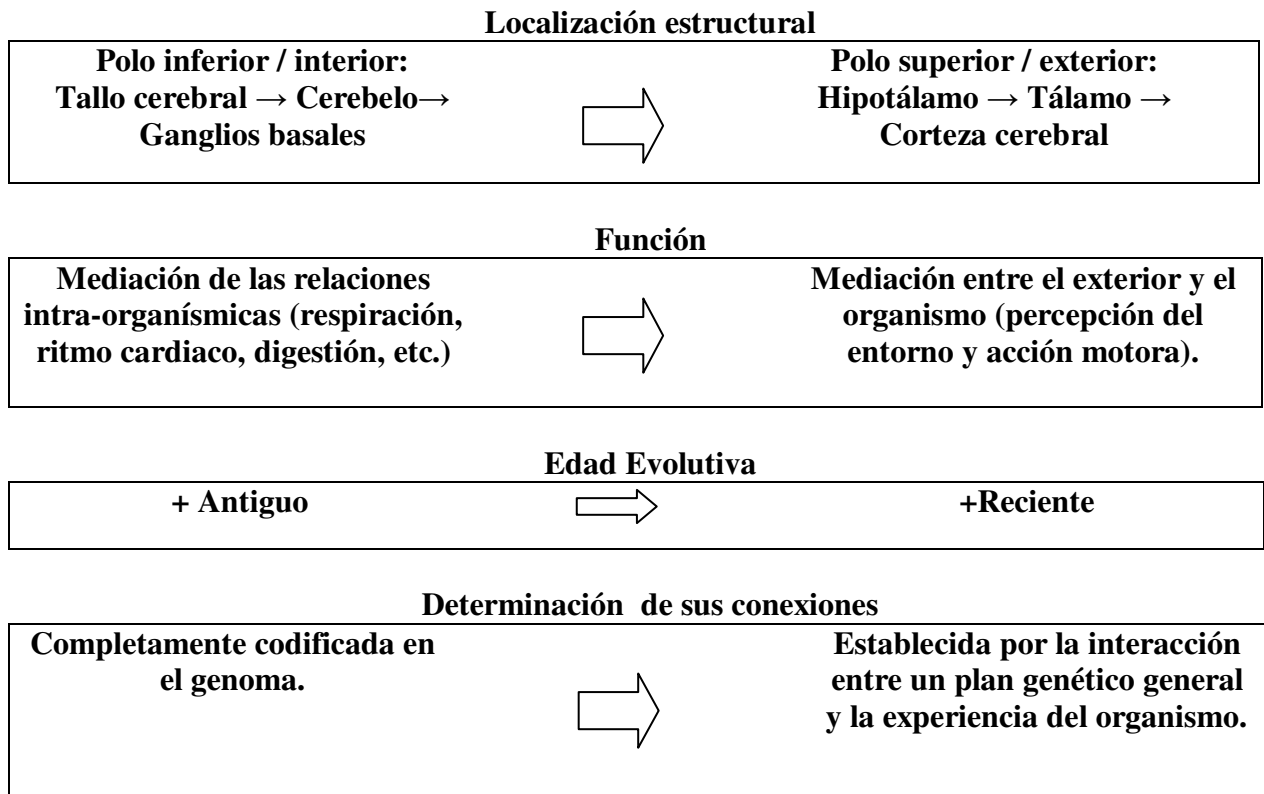 Localización estructural
Polo inferior / interior:
Tallo cerebral → Cerebelo→
Ganglios basales
Polo superior / exterior:
Hipotálamo → Tálamo →
Corteza cerebral
Función
Mediación de las relaciones
intra-organísmicas (respiración,
ritmo cardiaco, digestión, etc.)
Mediación entre el exterior y el
organismo (percepción del
entorno y acción motora).
Edad Evolutiva
+ Antiguo
+Reciente
Determinación  de sus conexiones
Completamente codificada en
el genoma.
Establecida por la interacción
entre un plan genético general
y la experiencia del organismo.